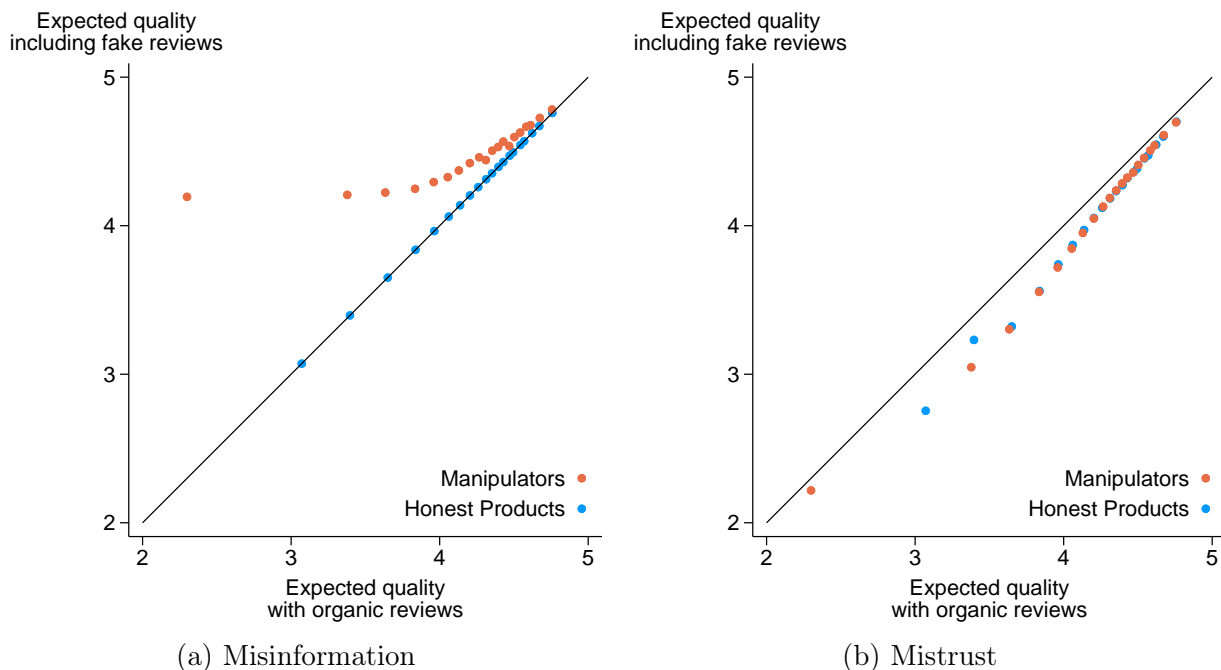 Expected quality
including fake reviews
5
4
3
2
Manipulators
Honest Products
2
3
4
5
Expected quality
with organic reviews
(a) Misinformation
Expected quality
including fake reviews
5
4
3
2
Manipulators
Honest Products
2
3
4
5
Expected quality
with organic reviews
(b) Mistrust